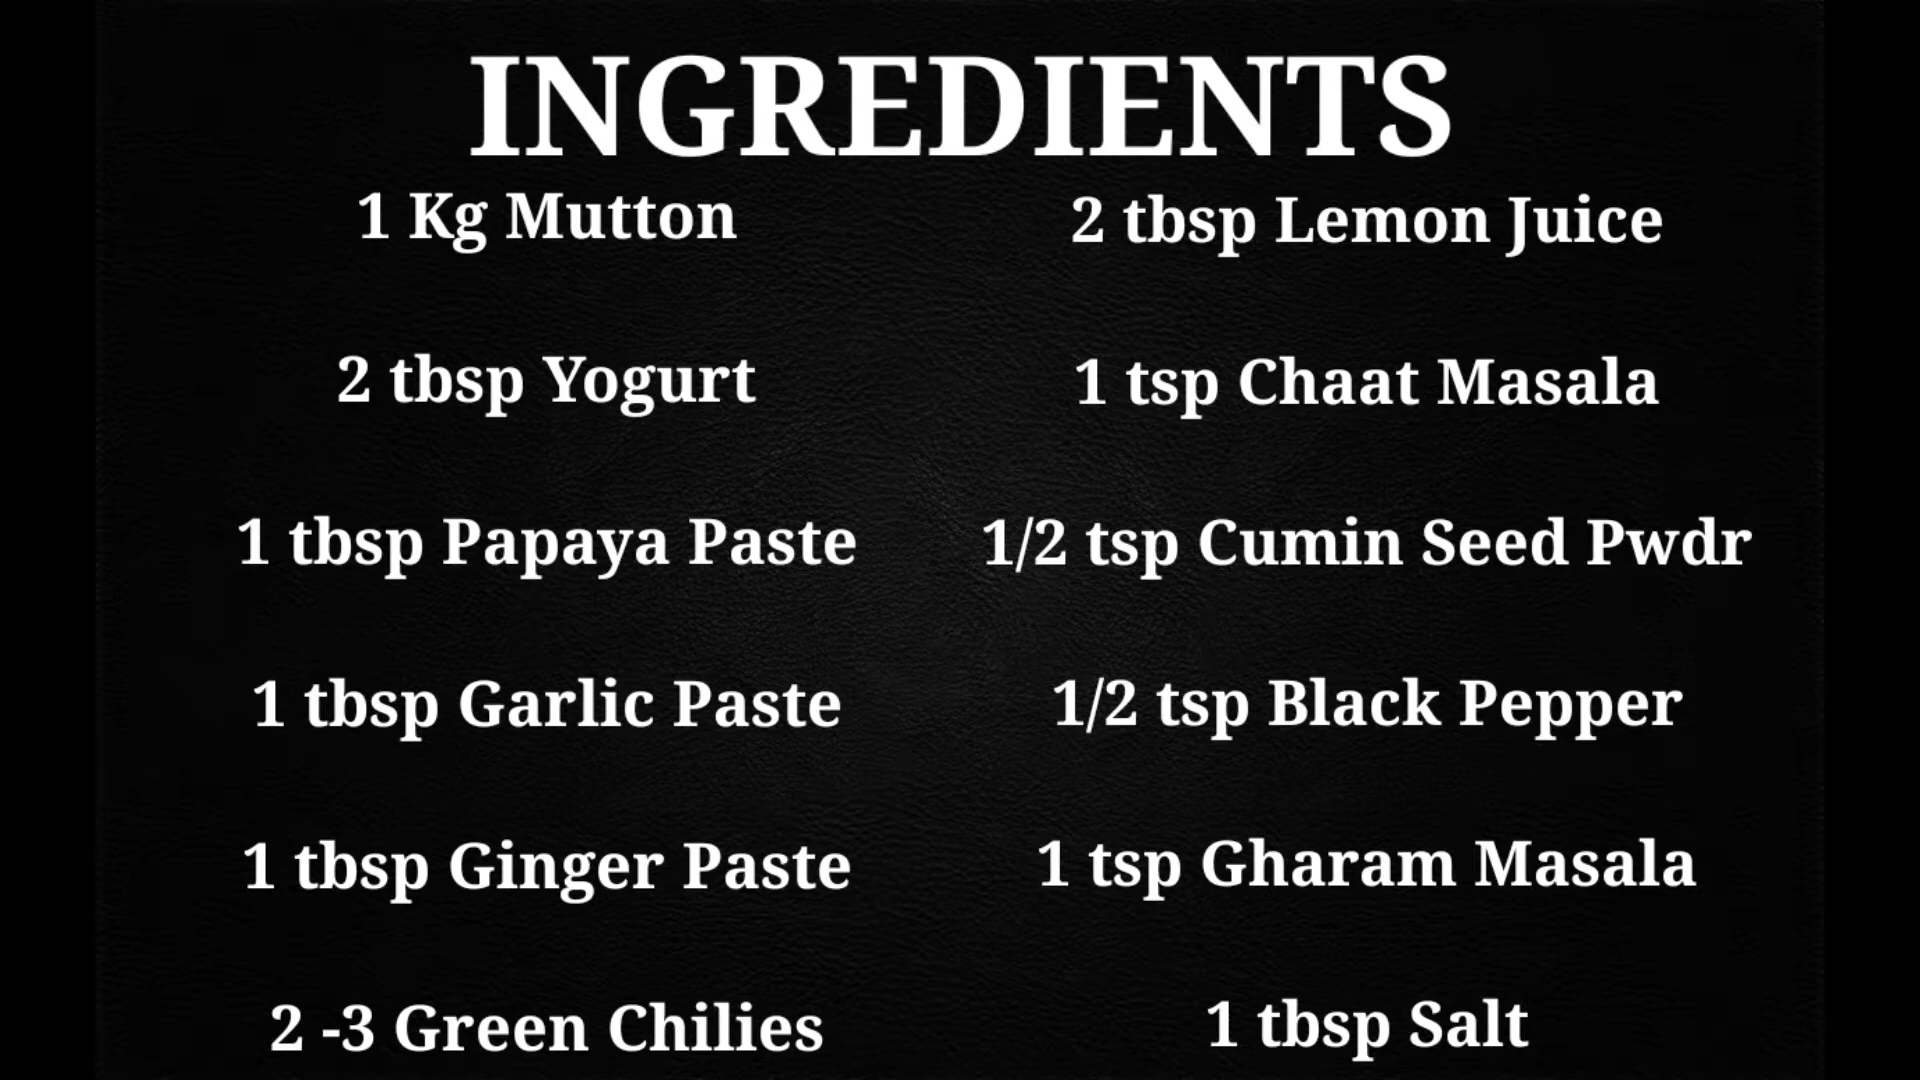 INGREDIENTS
1 Kg Mutton
2 tbsp Yogurt
1 tbsp Papaya Paste
1 tbsp Garlic Paste
1 tbsp Ginger Paste
2 -3 Green Chilies
2 tbsp Lemon Juice
1 tsp Chaat Masala
1/2 tsp Cumin Seed Pwdr
1/2 tsp Black Pepper
1 tsp Gharam Masala
1 tbsp Salt